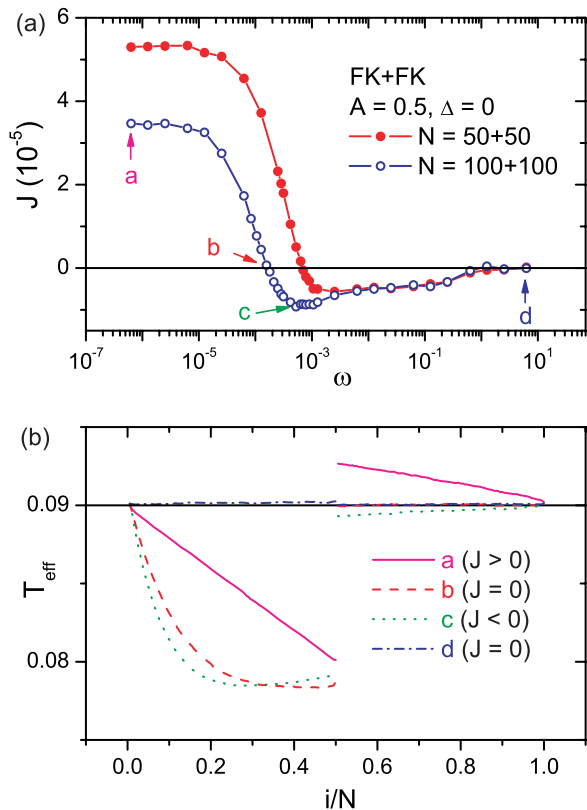 (a)
J (10⁻⁵)
6
4
2
0
FK+FK
A = 0.5, Δ = 0
N = 50+50
N = 100+100
a
b
c
d
10⁻⁷ 10⁻⁵ 10⁻³ 10⁻¹ 10¹
ω
(b)
T_eff
0.09
0.08
a (J > 0)
b (J = 0)
c (J < 0)
d (J = 0)
0.0 0.2 0.4 0.6 0.8 1.0
i/N